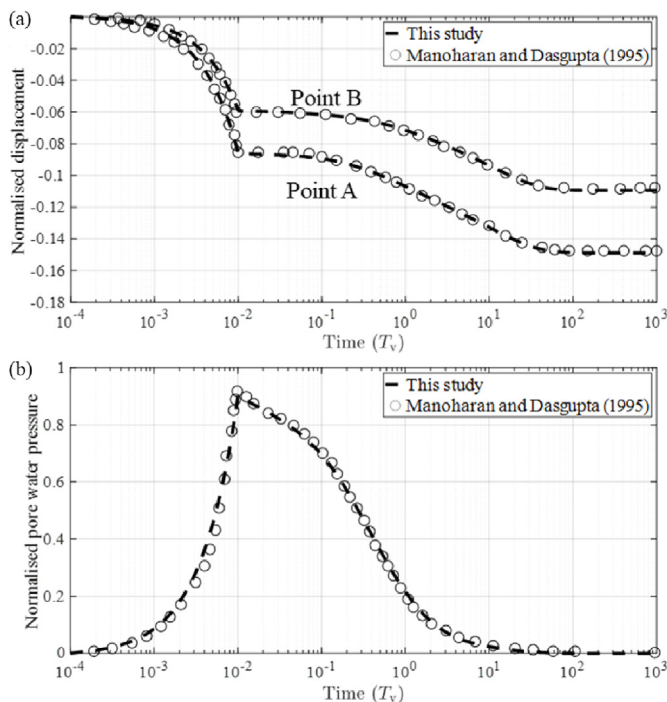 (a)
This study
Manoharan and Dasgupta (1995)
Point B
Point A
Normalised displacement
-0.02
-0.04
-0.06
-0.08
-0.1
-0.12
-0.14
-0.16
-0.18
10-4 10-3 10-2 10-1 100 101 102 103
Time (Tv)
(b)
This study
Manoharan and Dasgupta (1995)
Normalised pore water pressure
1
0.8
0.6
0.4
0.2
0
10-4 10-3 10-2 10-1 100 101 102 103
Time (Tv)